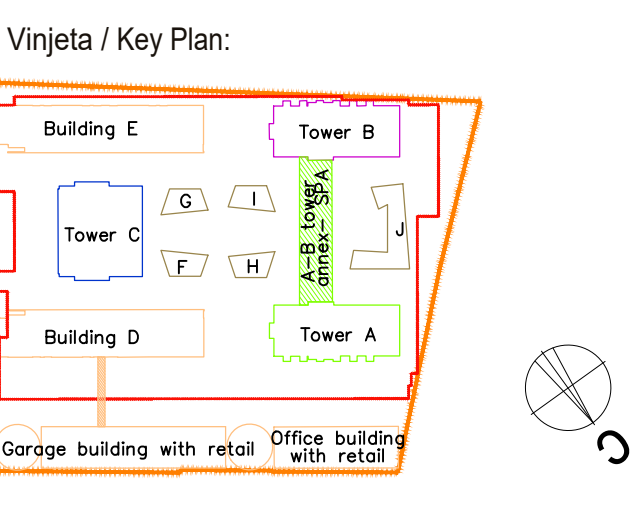 Vinjeta / Key Plan:
Building E
Tower B
G
I
A-B tower
annex- SPA
J
Tower C
F
H
Building D
Tower A
Garage building with retail
Office building
with retail
C